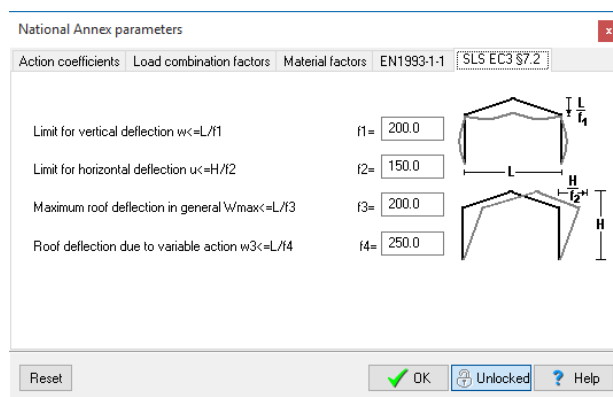 National Annex parameters
x
Action coefficients Load combination factors Material factors EN1993-1-1 SLS EC3 §7.2
Limit for vertical deflection w<=L/f1 f1= 200.0
Limit for horizontal deflection u<=H/f2 f2= 150.0
Maximum roof deflection in general Wmax<=L/f3 f3= 200.0
Roof deflection due to variable action w3<=L/f4 f4= 250.0
L
f1
L
H
f2
H
Reset OK Unlocked ? Help